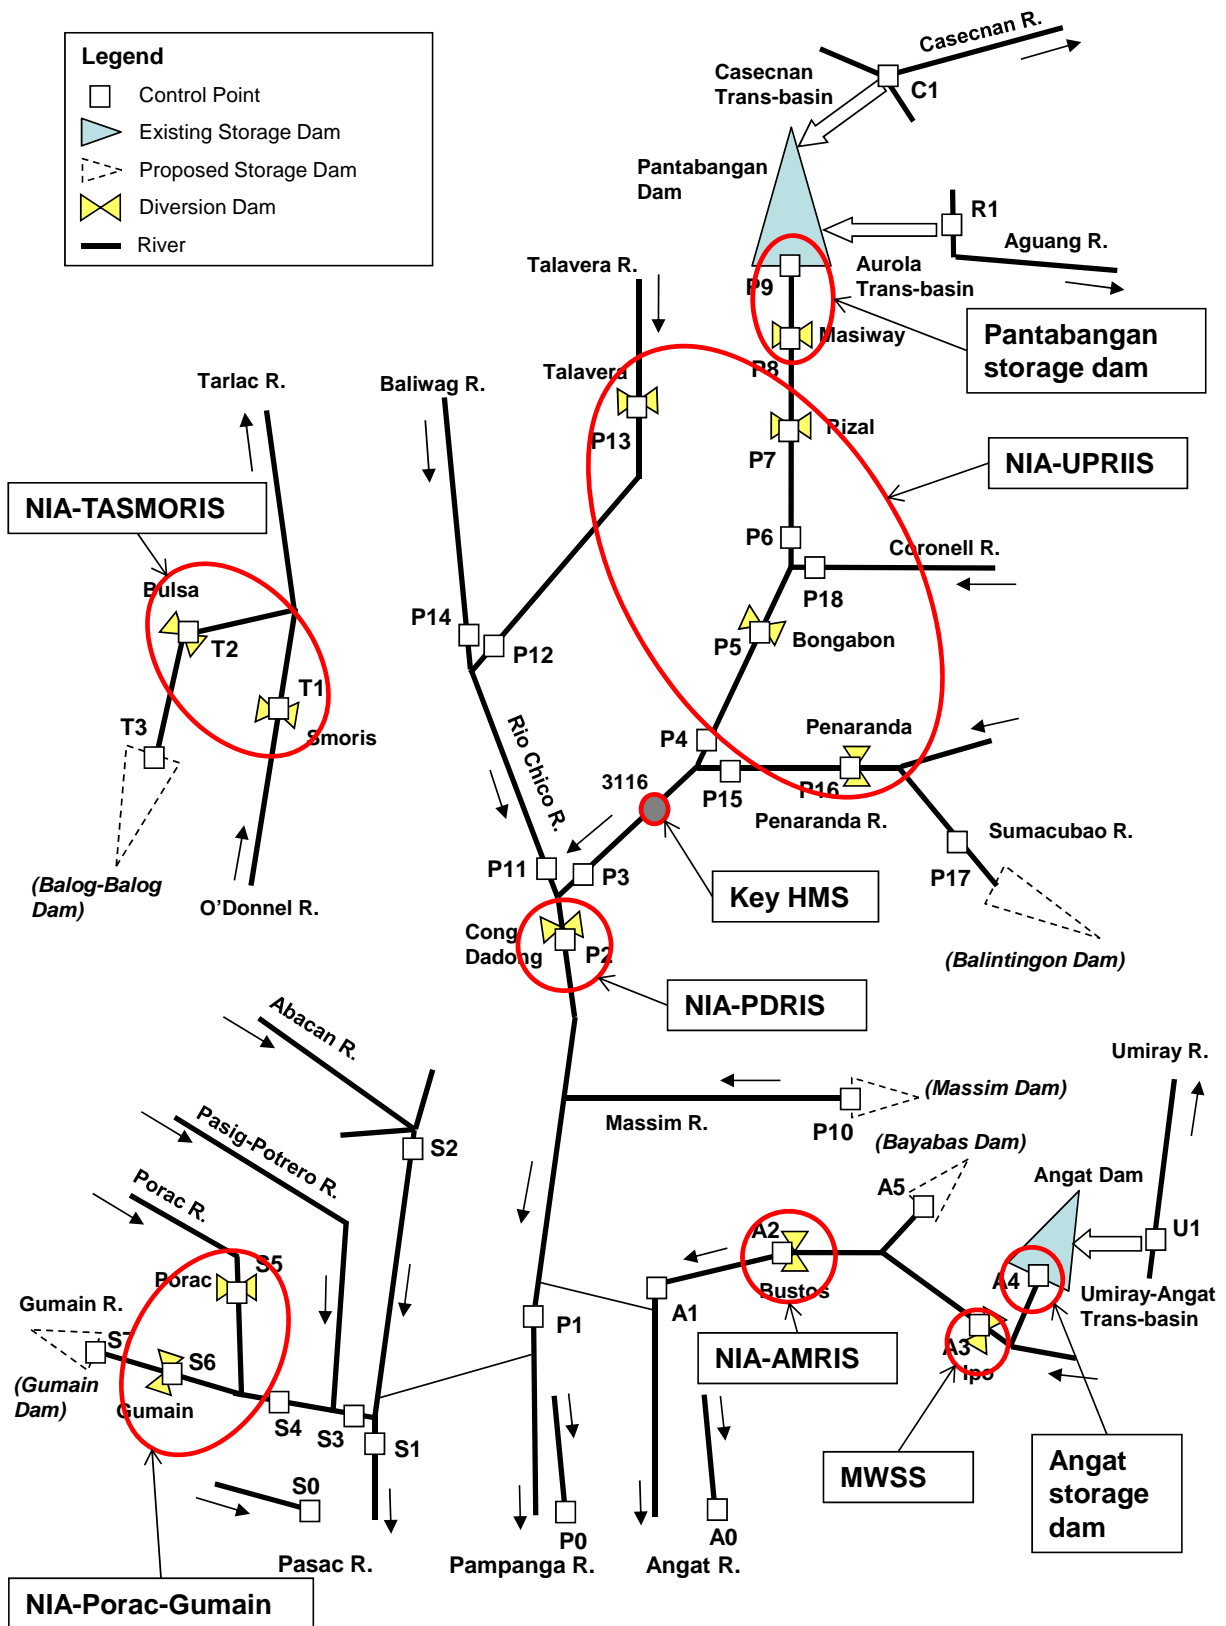 Legend
Control Point
Existing Storage Dam
Proposed Storage Dam
Diversion Dam
River
Casecnan R.
Casecnan
Trans-basin
C1
Pantabangan
Dam
R1
Aguang R.
Aurola
Trans-basin
Talavera R.
P9
Masiway
P8
Pantabangan
storage dam
Tarlac R.
Baliwag R.
Talavera
P13
Rizal
P7
NIA-UPRIIS
NIA-TASMORIS
P6
Coronell R.
P18
Bulsa
T2
P14
P12
P5
Bongabon
T1
T3
Smoris
Rio Chico R.
P4
Penaranda
3116
P15
P16
Penaranda R.
Sumacubao R.
P17
P11
P3
Key HMS
(Balog-Balog
Dam)
O'Donnel R.
Cong
Dadong
P2
(Balintingon Dam)
NIA-PDRIS
Abacan R.
Umiray R.
(Massim Dam)
Massim R.
P10
Pasig-Potrero R.
S2
(Bayabas Dam)
Porac R.
A5
Angat Dam
A2
U1
S5
Porac
A4
Bustos
Umiray-Angat
Trans-basin
Gumain R.
S7
P1
A1
A3
Ipo
S6
NIA-AMRIS
(Gumain
Dam)
Gumain
S4
S3
S1
MWSS
Angat
storage
dam
S0
P0
A0
Pasac R.
Pampanga R.
Angat R.
NIA-Porac-Gumain